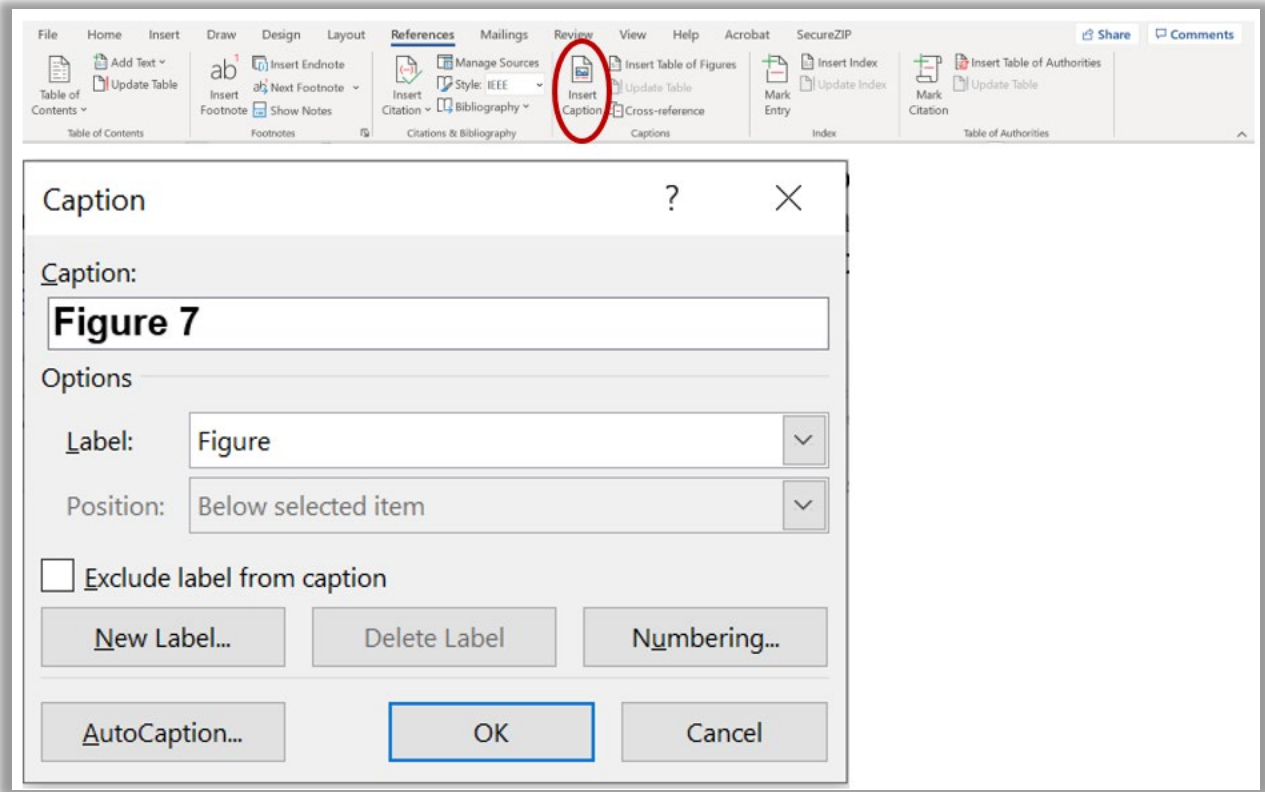 File Home Insert Draw Design Layout References Mailings Review View Help Acrobat SecureZIP Share Comments
Table of Contents
Add Text
Update Table
Table of Contents
ab1
Insert Footnote
Insert Endnote
Next Footnote
Show Notes
Footnotes
Insert Citation
Manage Sources
Style: IEEE
Bibliography
Citations & Bibliography
Insert Caption
Insert Table of Figures
Update Table
Cross-reference
Captions
Mark Entry
Insert Index
Update Index
Index
Mark Citation
Insert Table of Authorities
Update Table
Table of Authorities
Caption ?
Caption:
Figure 7
Options
Label: Figure
Position: Below selected item
Exclude label from caption
New Label... Delete Label Numbering...
AutoCaption... OK Cancel